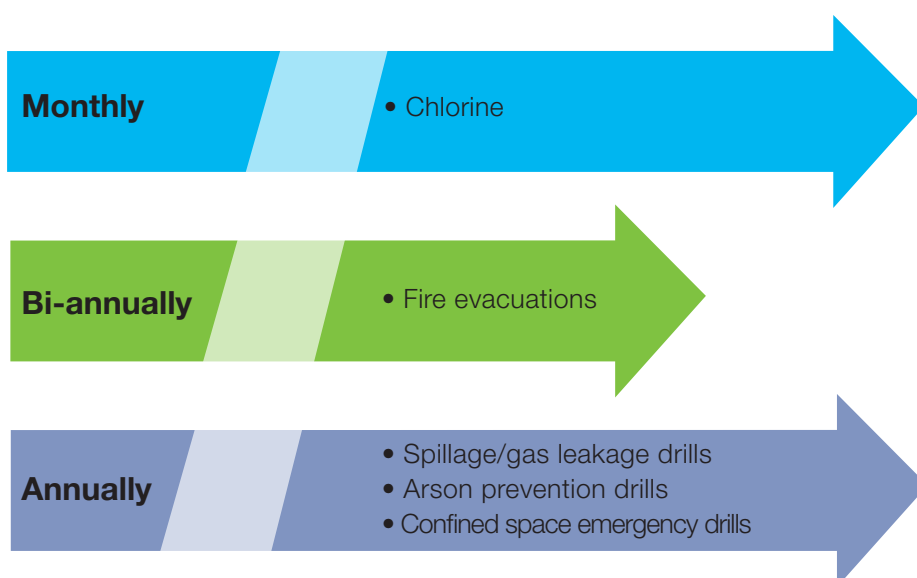 Monthly
• Chlorine
Bi-annually
• Fire evacuations
Annually
• Spillage/gas leakage drills
• Arson prevention drills
• Confined space emergency drills